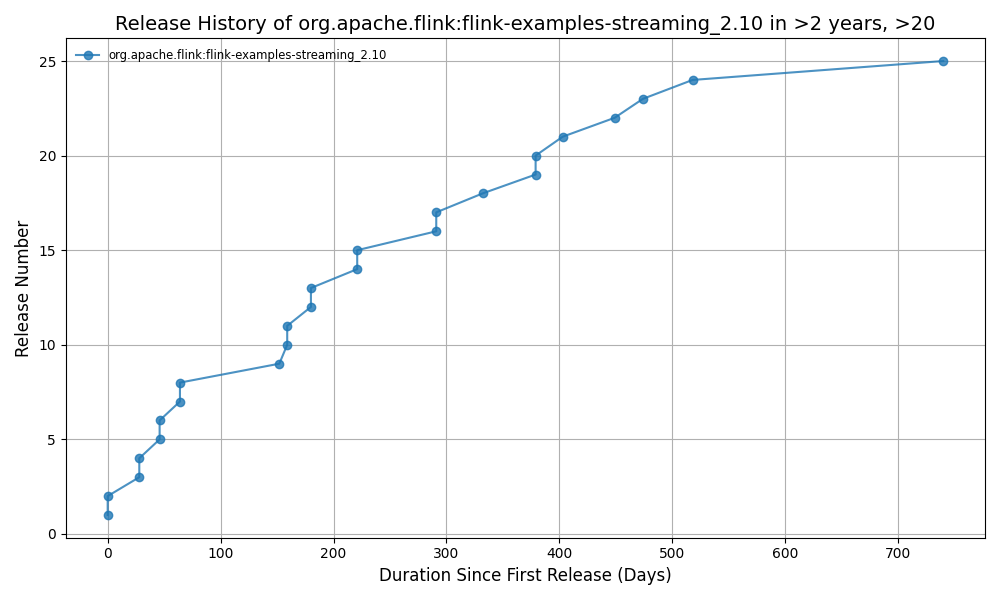 Release History of org.apache.flink:flink-examples-streaming_2.10 in >2 years, >20
org.apache.flink:flink-examples-streaming_2.10
25
20
15
10
5
0
Release Number
0 100 200 300 400 500 600 700
Duration Since First Release (Days)